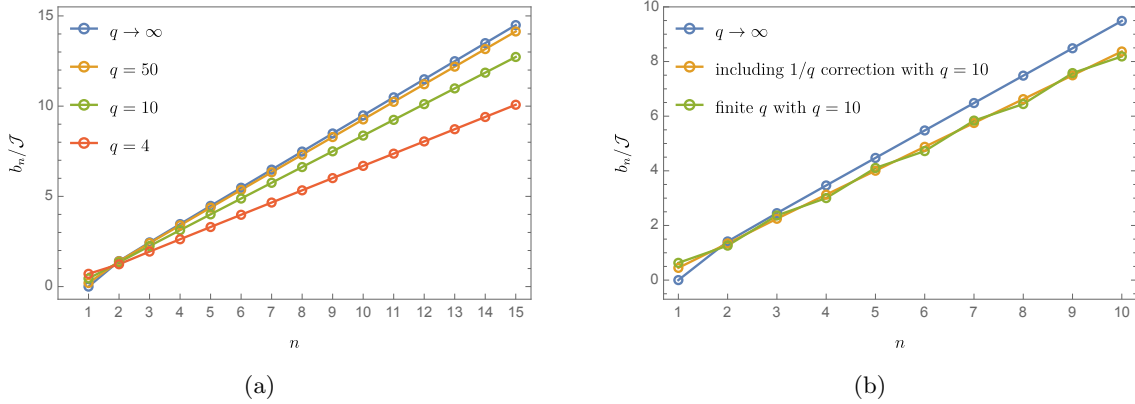 15
10
5
0
b_n/𝒥
q → ∞
q = 50
q = 10
q = 4
1 2 3 4 5 6 7 8 9 10 11 12 13 14 15
n
(a)
10
8
6
4
2
0
b_n/𝒥
q → ∞
including 1/q correction with q = 10
finite q with q = 10
1 2 3 4 5 6 7 8 9 10
n
(b)